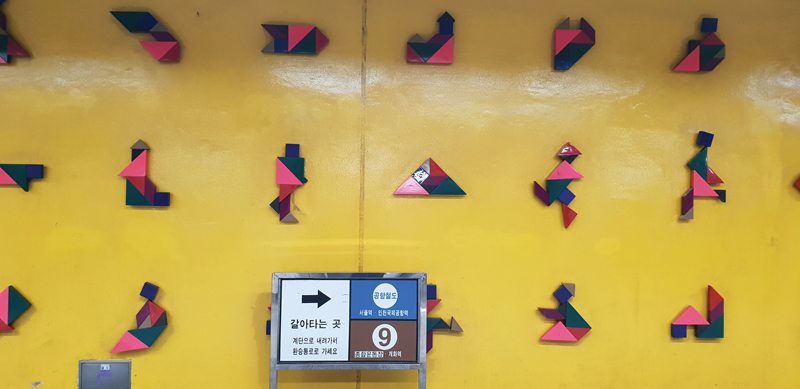 갈아타는 곳
계단으로 내려가서
환승통로로 가세요
공항철도
서울역 인천국제공항역
9
종합운동장 개화역